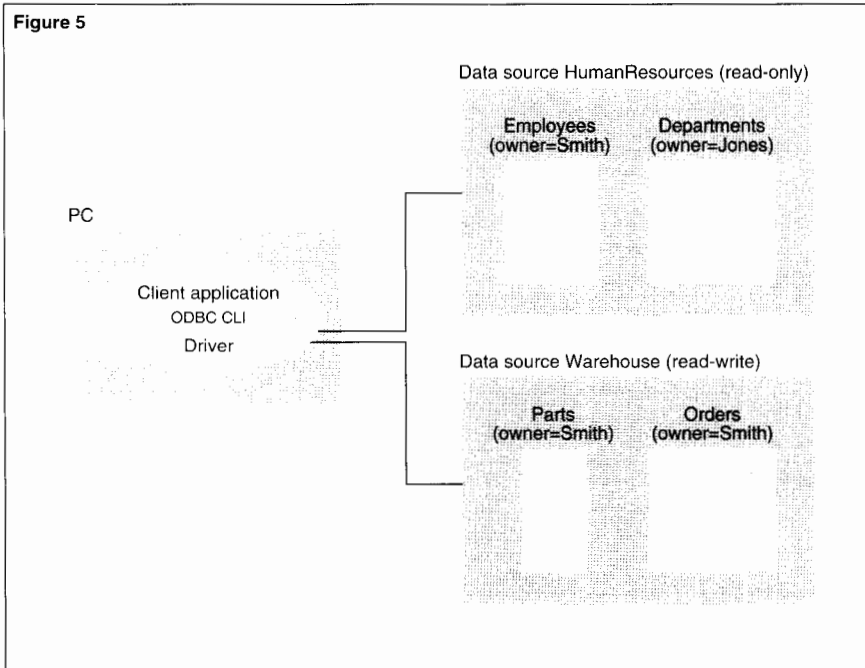 Figure 5
Data source HumanResources (read-only)
Employees
(owner=Smith)
Departments
(owner=Jones)
PC
Client application
ODBC CLI
Driver
Data source Warehouse (read-write)
Parts
(owner=Smith)
Orders
(owner=Smith)